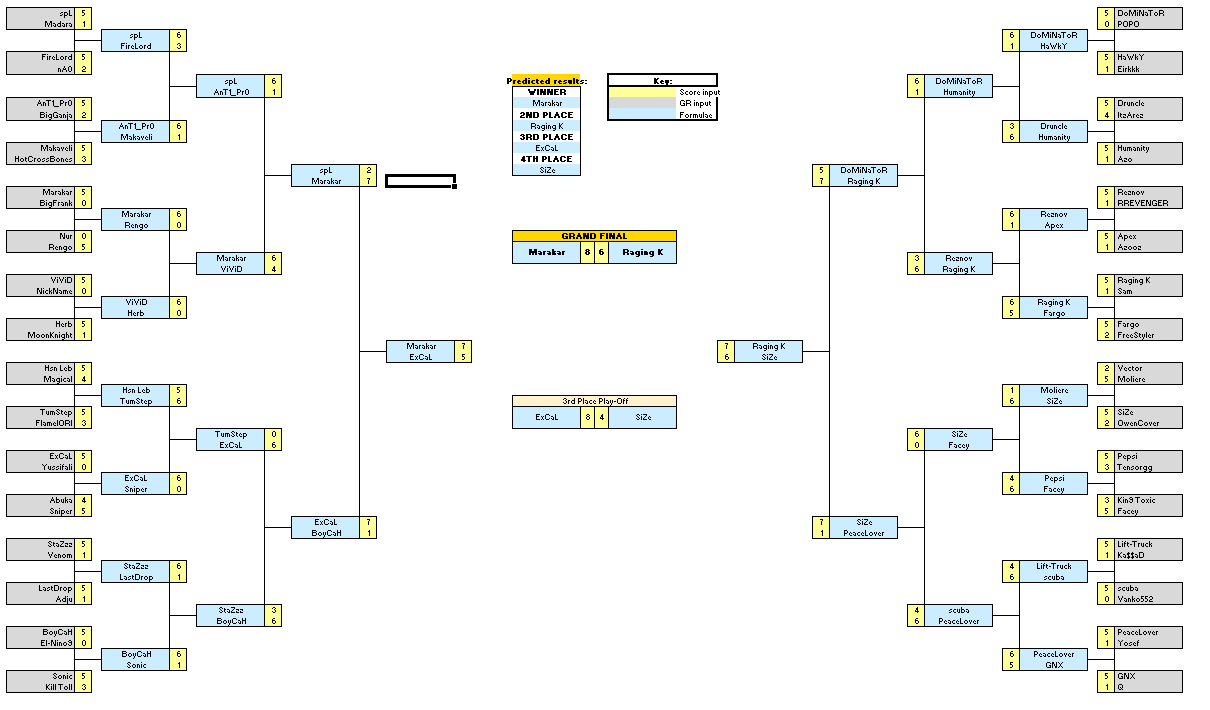 spL 5
Madara 1
FireLord 5
nA0 2
AnT1_Pr0 5
BigGanja 2
Makaveli 5
HotCrossBones 3
Marakar 5
BigFrank 0
Nur 0
Rengo 5
ViViD 5
NickName 0
Herb 5
MoonKnight 1
Hsn Leb 5
Magical 4
TumStep 5
FlamelORI 3
ExCaL 5
Yussifali 0
Abuka 4
Sniper 5
StaZzz 5
Venom 1
LastDrop 5
Adju 1
BoyCaH 5
El-Nino9 0
Sonic 5
Kill Toll 3
spL 6
FireLord 3
AnT1_Pr0 6
Makaveli 1
Marakar 6
Rengo 0
ViViD 6
Herb 0
Hsn Leb 5
TumStep 6
ExCaL 6
Sniper 0
StaZzz 6
LastDrop 1
BoyCaH 6
Sonic 1
spL 6
AnT1_Pr0 1
Marakar 6
ViViD 4
TumStep 0
ExCaL 6
StaZzz 3
BoyCaH 6
spL 2
Marakar 7
ExCaL 7
BoyCaH 1
Marakar 7
ExCaL 5
Predicted results:
WINNER
Marakar
2ND PLACE
Raging K
3RD PLACE
ExCaL
4TH PLACE
SiZe
Key:
Score input
GR input
Formulae
GRAND FINAL
Marakar 8 6 Raging K
3rd Place Play-Off
ExCaL 8 4 SiZe
7 Raging K
6 SiZe
5 DoMiNaToR
7 Raging K
7 SiZe
1 PeaceLover
6 DoMiNaToR
1 Humanity
3 Reznov
6 Raging K
6 SiZe
0 Facey
4 scuba
6 PeaceLover
6 DoMiNaToR
1 HaWkY
3 Druncle
6 Humanity
6 Reznov
1 Apex
6 Raging K
5 Fargo
1 Moliere
6 SiZe
4 Pepsi
6 Facey
4 Lift-Truck
6 scuba
6 PeaceLover
5 GNX
5 DoMiNaToR
0 POPO
5 HaWkY
1 Eirkkk
5 Druncle
4 ItzArez
5 Humanity
1 Azo
5 Reznov
1 RREVENGER
5 Apex
1 Azooz
5 Raging K
1 Sam
5 Fargo
2 FreeStyler
2 Vector
5 Moliere
5 SiZe
2 OwenCover
5 Pepsi
3 Tensorgg
3 Kin9 Toxic
5 Facey
5 Lift-Truck
1 Ka$$aD
5 scuba
0 Vanko552
5 PeaceLover
1 Yosef
5 GNX
1 Q